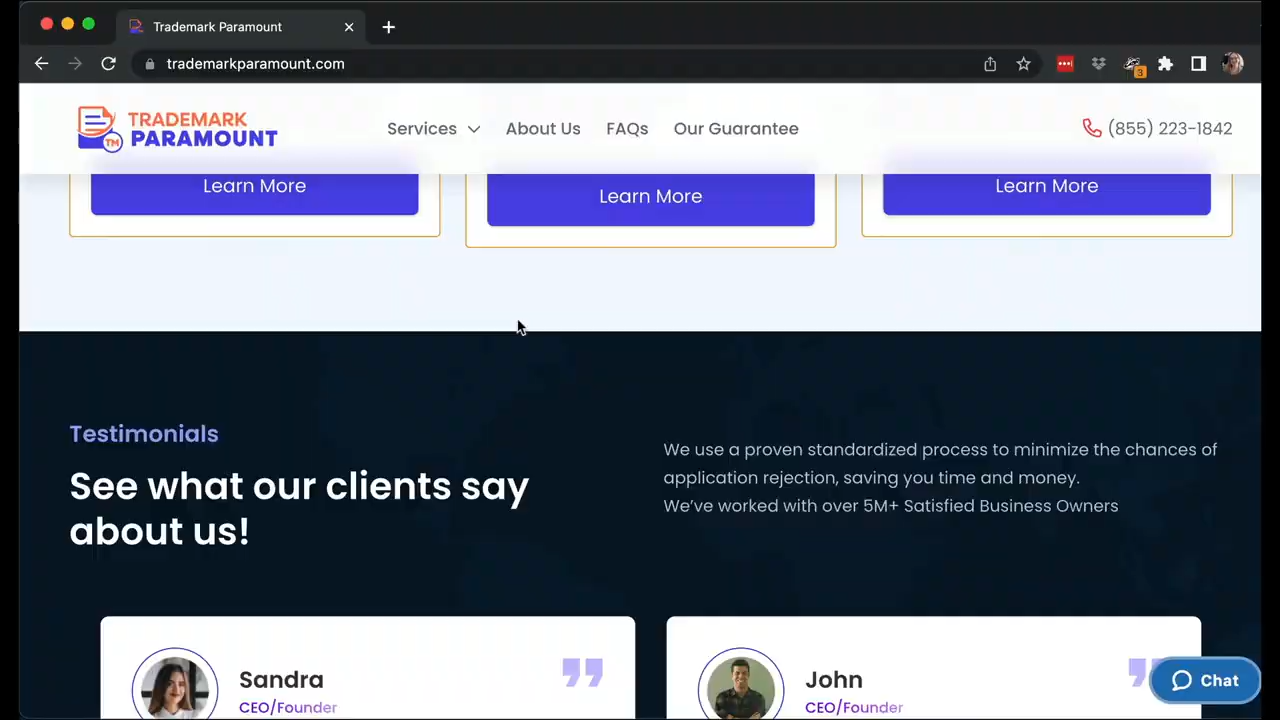 Trademark Paramount
trademarkparamount.com
3
TRADEMARK
PARAMOUNT
TM
Services
About Us
FAQs
Our Guarantee
(855) 223-1842
Learn More
Learn More
Learn More
Testimonials
See what our clients say
about us!
We use a proven standardized process to minimize the chances of
application rejection, saving you time and money.
We’ve worked with over 5M+ Satisfied Business Owners
Sandra
CEO/Founder
John
CEO/Founder
Chat